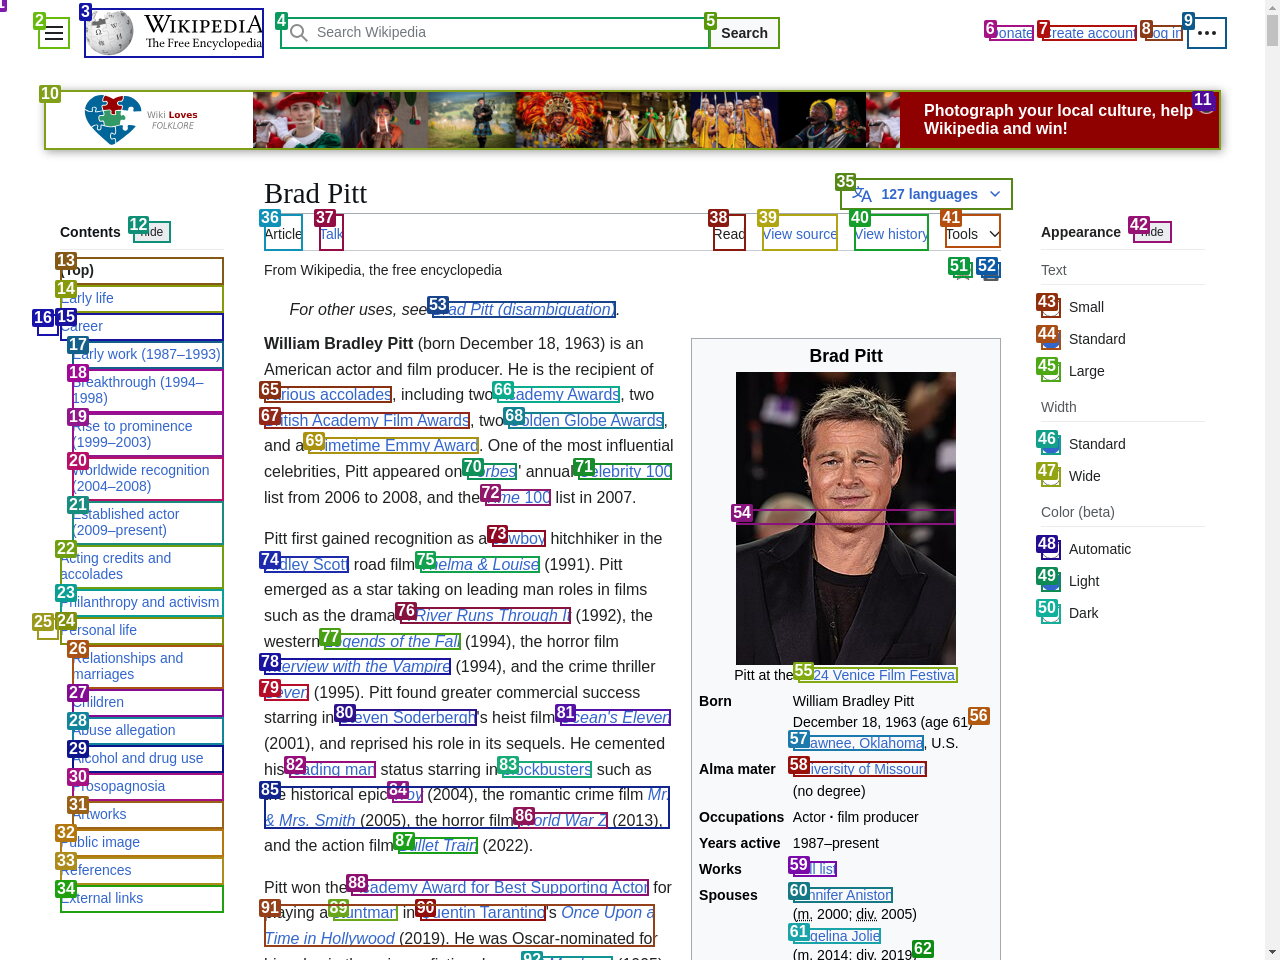 WIKIPEDIA
The Free Encyclopedia
Search Wikipedia
Search
Donate
Create account
Log in
Wiki Loves
FOLKLORE
Photograph your local culture, help
Wikipedia and win!
Brad Pitt
127 languages
Article
Talk
Read
View source
View history
Tools
Contents
hide
(Top)
Early life
Career
Early work (1987–1993)
Breakthrough (1994–
1998)
Rise to prominence
(1999–2003)
Worldwide recognition
(2004–2008)
Established actor
(2009–present)
Acting credits and
accolades
Philanthropy and activism
Personal life
Relationships and
marriages
Children
Abuse allegation
Alcohol and drug use
Prosopagnosia
Artworks
Public image
References
External links
From Wikipedia, the free encyclopedia
For other uses, see Brad Pitt (disambiguation).
William Bradley Pitt (born December 18, 1963) is an
American actor and film producer. He is the recipient of
various accolades, including two Academy Awards, two
British Academy Film Awards, two Golden Globe Awards,
and a Primetime Emmy Award. One of the most influential
celebrities, Pitt appeared on Forbes' annual Celebrity 100
list from 2006 to 2008, and the Time 100 list in 2007.
Pitt first gained recognition as a cowboy hitchhiker in the
Ridley Scott road film Thelma & Louise (1991). Pitt
emerged as a star taking on leading man roles in films
such as the drama A River Runs Through It (1992), the
western Legends of the Fall (1994), the horror film
Interview with the Vampire (1994), and the crime thriller
Seven (1995). Pitt found greater commercial success
starring in Steven Soderbergh's heist film Ocean's Eleven
(2001), and reprised his role in its sequels. He cemented
his leading man status starring in blockbusters such as
the historical epic Troy (2004), the romantic crime film Mr.
& Mrs. Smith (2005), the horror film World War Z (2013),
and the action film Bullet Train (2022).
Pitt won the Academy Award for Best Supporting Actor for
playing a stuntman in Quentin Tarantino's Once Upon a
Time in Hollywood (2019). He was Oscar-nominated for
Brad Pitt
Pitt at the 2024 Venice Film Festival
Born
William Bradley Pitt
December 18, 1963 (age 61)
Shawnee, Oklahoma, U.S.
Alma mater
University of Missouri
(no degree)
Occupations
Actor · film producer
Years active
1987–present
Works
Full list
Spouses
Jennifer Aniston
(m. 2000; div. 2005)
Angelina Jolie
(m. 2014; div. 2019)
Appearance
hide
Text
Small
Standard
Large
Width
Standard
Wide
Color (beta)
Automatic
Light
Dark
1
2
3
4
5
6
7
8
9
10
11
12
13
14
15
16
17
18
19
20
21
22
23
24
25
26
27
28
29
30
31
32
33
34
35
36
37
38
39
40
41
42
43
44
45
46
47
48
49
50
51
52
53
54
55
56
57
58
59
60
61
62
65
66
67
68
69
70
71
72
73
74
75
76
77
78
79
80
81
82
83
84
85
86
87
88
89
90
91
92